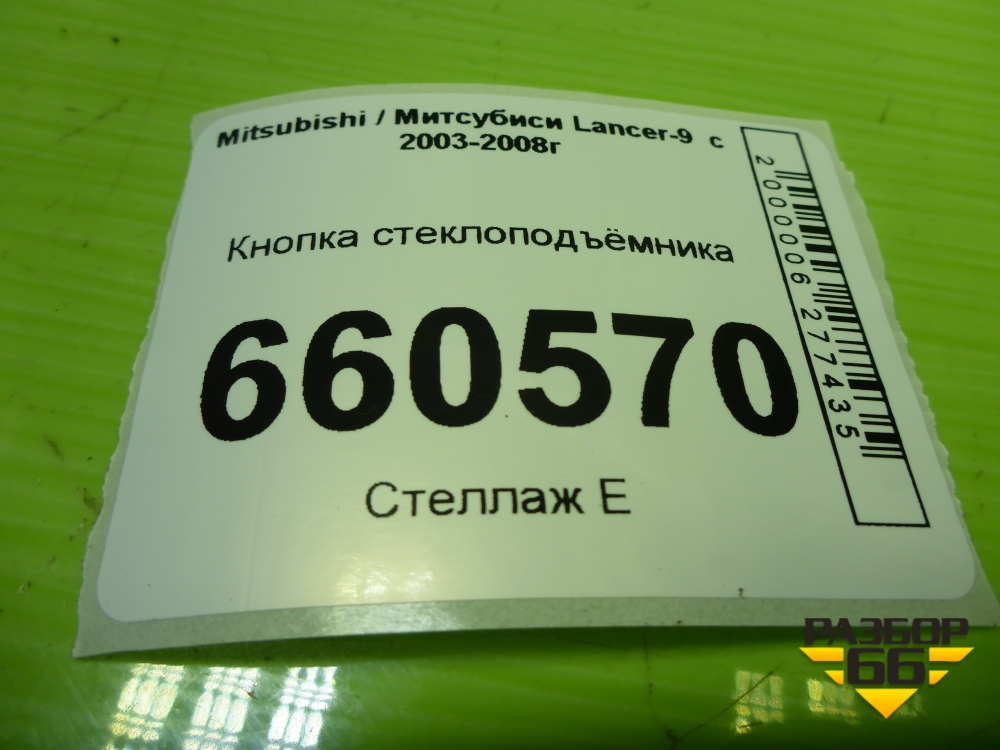 Mitsubishi / Митсубиси Lancer-9 с
2003-2008г
Кнопка стеклоподъёмника
660570
Стеллаж Е
2000006277435
РАЗБОР
66